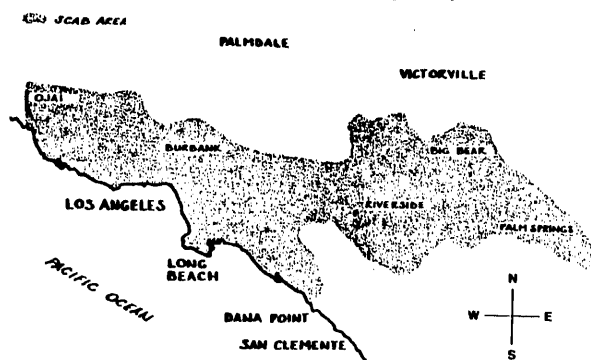 SCAB AREA
PALMDALE
VICTORVILLE
OJAI
BURBANK
BIG BEAR
LOS ANGELES
RIVERSIDE
PALM SPRINGS
LONG
BEACH
PACIFIC OCEAN
DANA POINT
SAN CLEMENTE
N
W E
S